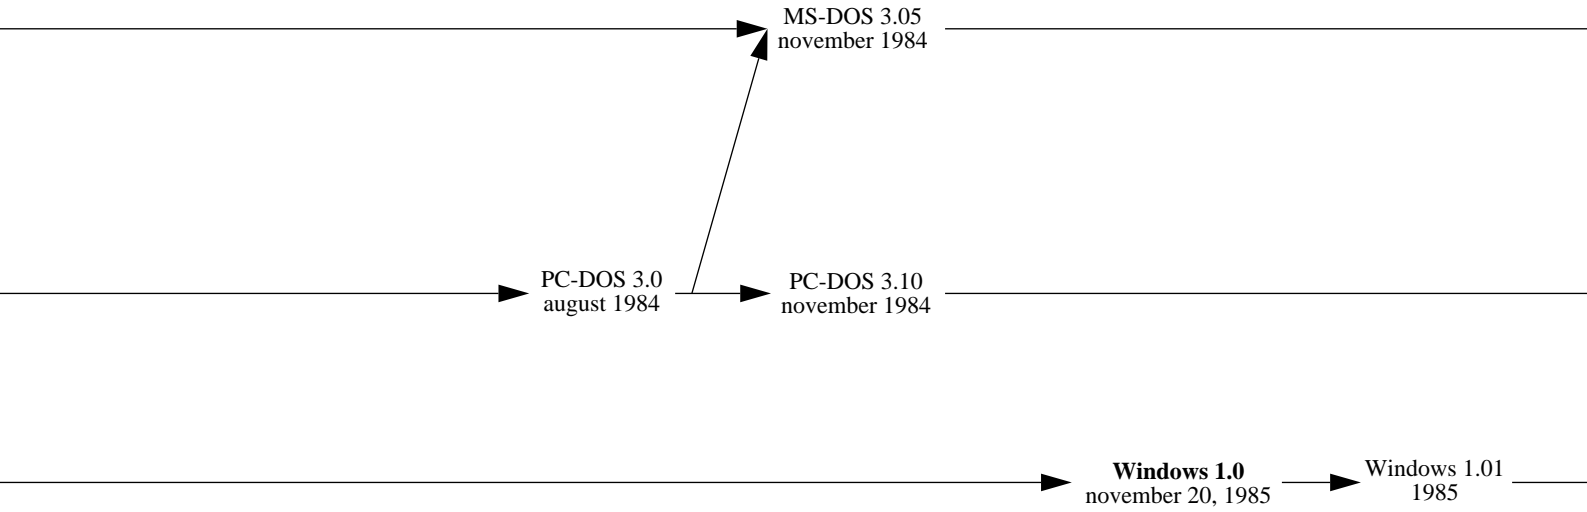 MS-DOS 3.05
november 1984
PC-DOS 3.0
august 1984
PC-DOS 3.10
november 1984
Windows 1.0
november 20, 1985
Windows 1.01
1985